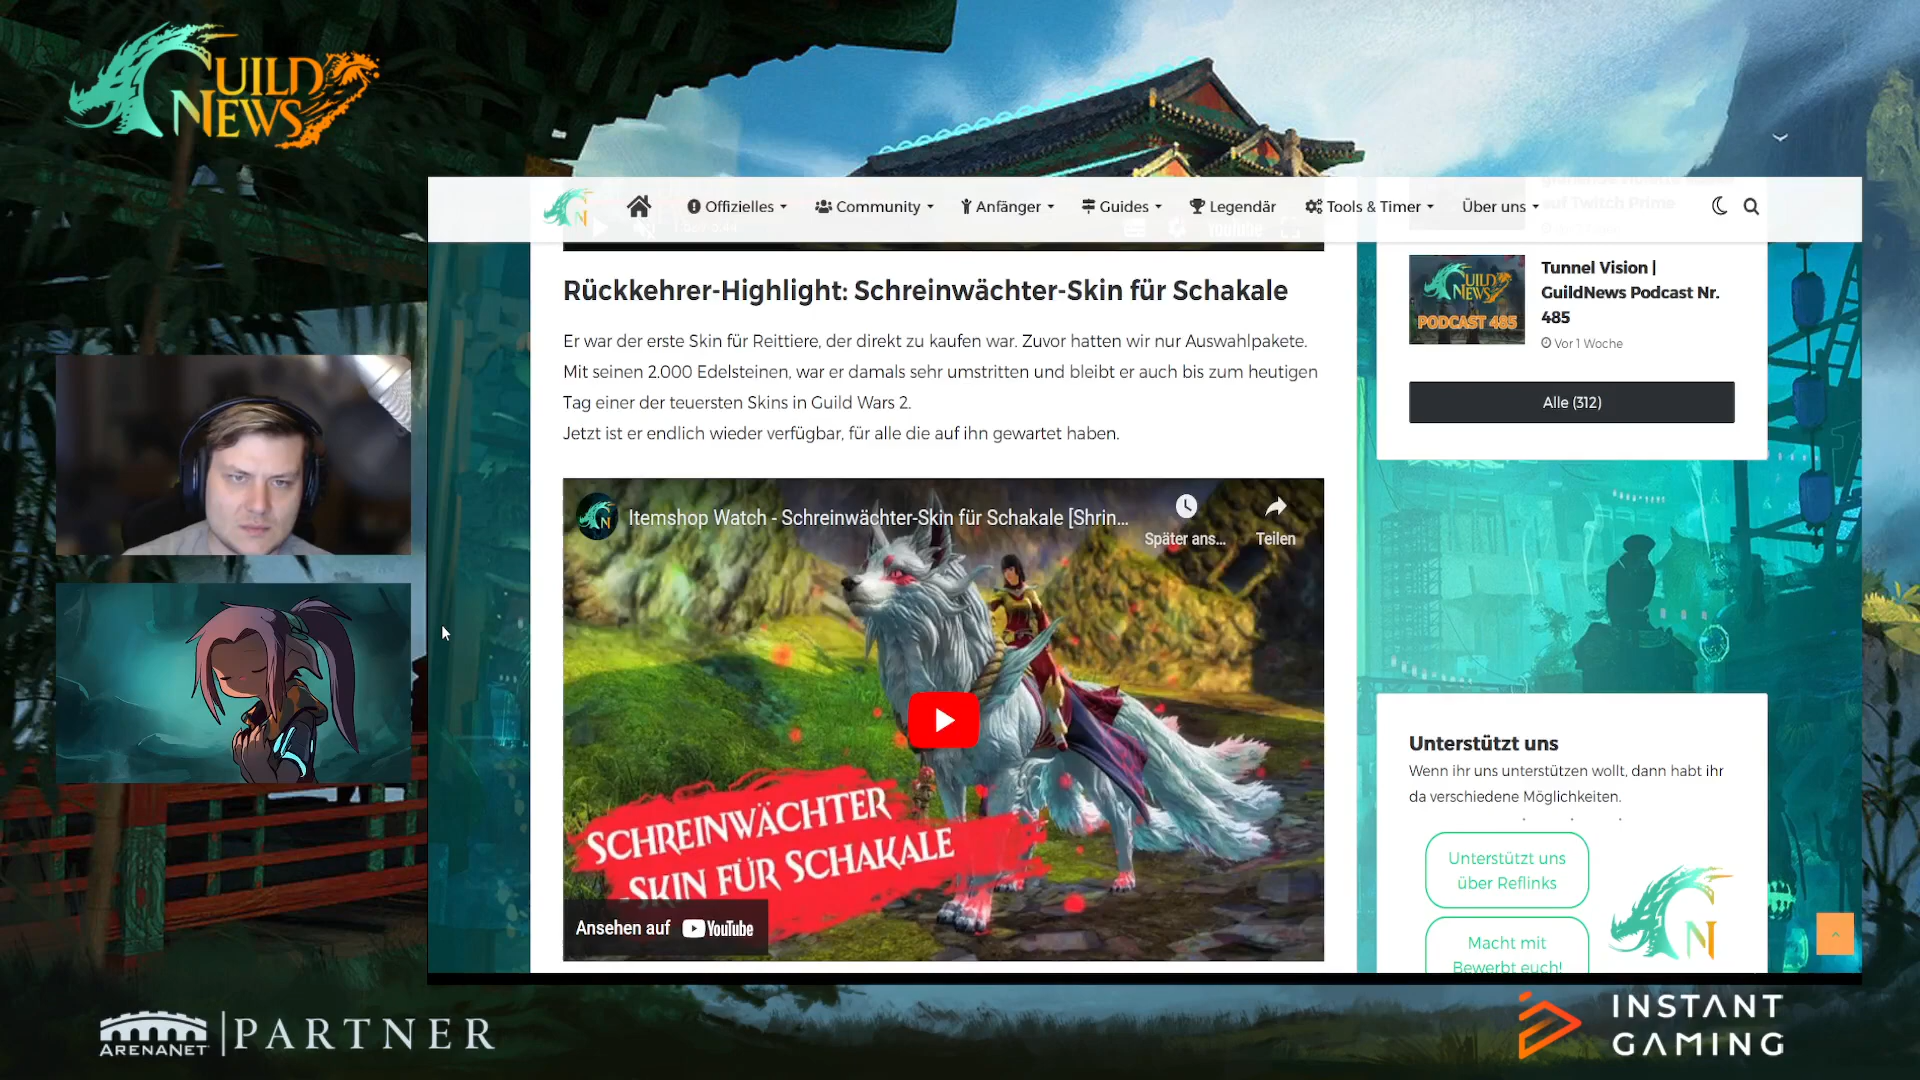 GUILD
NEWS
Offizielles
Community
Anfänger
Guides
Legendär
Tools & Timer
Über uns
auf Twitch Prime
YouTube
Rückkehrer-Highlight: Schreinwächter-Skin für Schakale
Er war der erste Skin für Reittiere, der direkt zu kaufen war. Zuvor hatten wir nur Auswahlpakete.
Mit seinen 2.000 Edelsteinen, war er damals sehr umstritten und bleibt er auch bis zum heutigen
Tag einer der teuersten Skins in Guild Wars 2.
Jetzt ist er endlich wieder verfügbar, für alle die auf ihn gewartet haben.
N
Itemshop Watch - Schreinwächter-Skin für Schakale [Shrin...
Später ans...
Teilen
SCHREINWÄCHTER
-SKIN FÜR SCHAKALE
Ansehen auf YouTube
GUILD
NEWS
PODCAST 485
Tunnel Vision |
GuildNews Podcast Nr.
485
Vor 1 Woche
Alle (312)
Unterstützt uns
Wenn ihr uns unterstützen wollt, dann habt ihr
da verschiedene Möglichkeiten.
Unterstützt uns
über Reflinks
Macht mit
Bewerbt euch!
N
ARENANET | PARTNER
INSTANT
GAMING